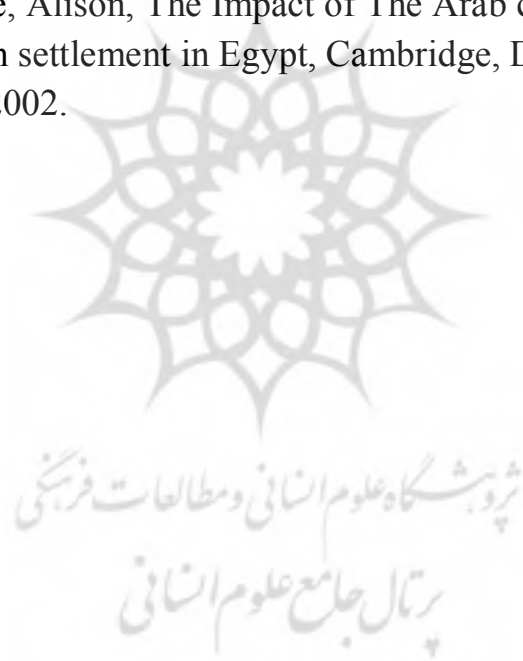 e, Alison, The Impact of The Arab c
n settlement in Egypt, Cambridge, D
2002.
پژوهشگاه علوم انسانی و مطالعات فرهنگی
پرتال جامع علوم انسانی